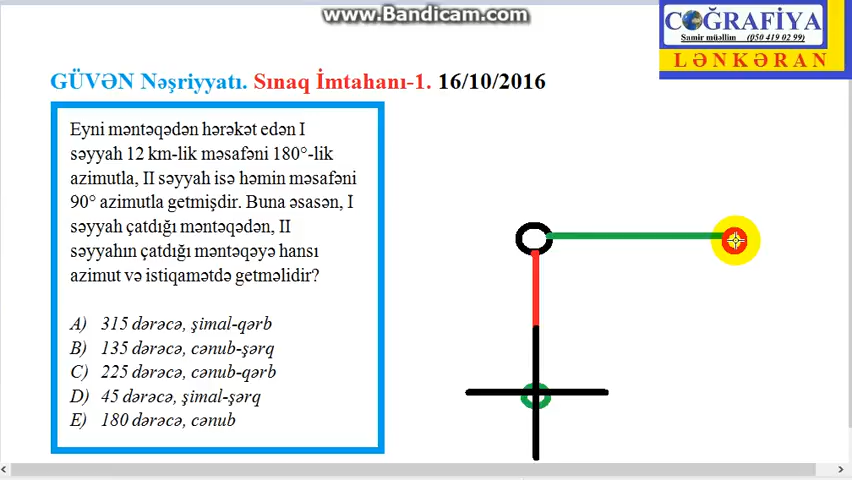 www.Bandicam.com
COĞRAFİYA
Samir müəllim (050 419 02 99)
LƏNKƏRAN
GÜVƏN Nəşriyyatı. Sınaq İmtahanı-1. 16/10/2016
Eyni məntəqədən hərəkət edən I
səyyah 12 km-lik məsafəni 180°-lik
azimutla, II səyyah isə həmin məsafəni
90° azimutla getmişdir. Buna əsasən, I
səyyah çatdığı məntəqədən, II
səyyahın çatdığı məntəqəyə hansı
azimut və istiqamətdə getməlidir?
A) 315 dərəcə, şimal-qərb
B) 135 dərəcə, cənub-şərq
C) 225 dərəcə, cənub-qərb
D) 45 dərəcə, şimal-şərq
E) 180 dərəcə, cənub